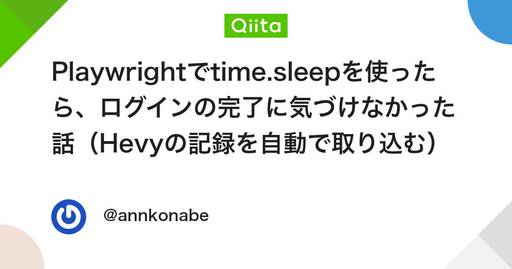 Qiita
Playwrightでtime.sleepを使った
ら、ログインの完了に気づけなかった
話（Hevyの記録を自動で取り込む）
@annkonabe